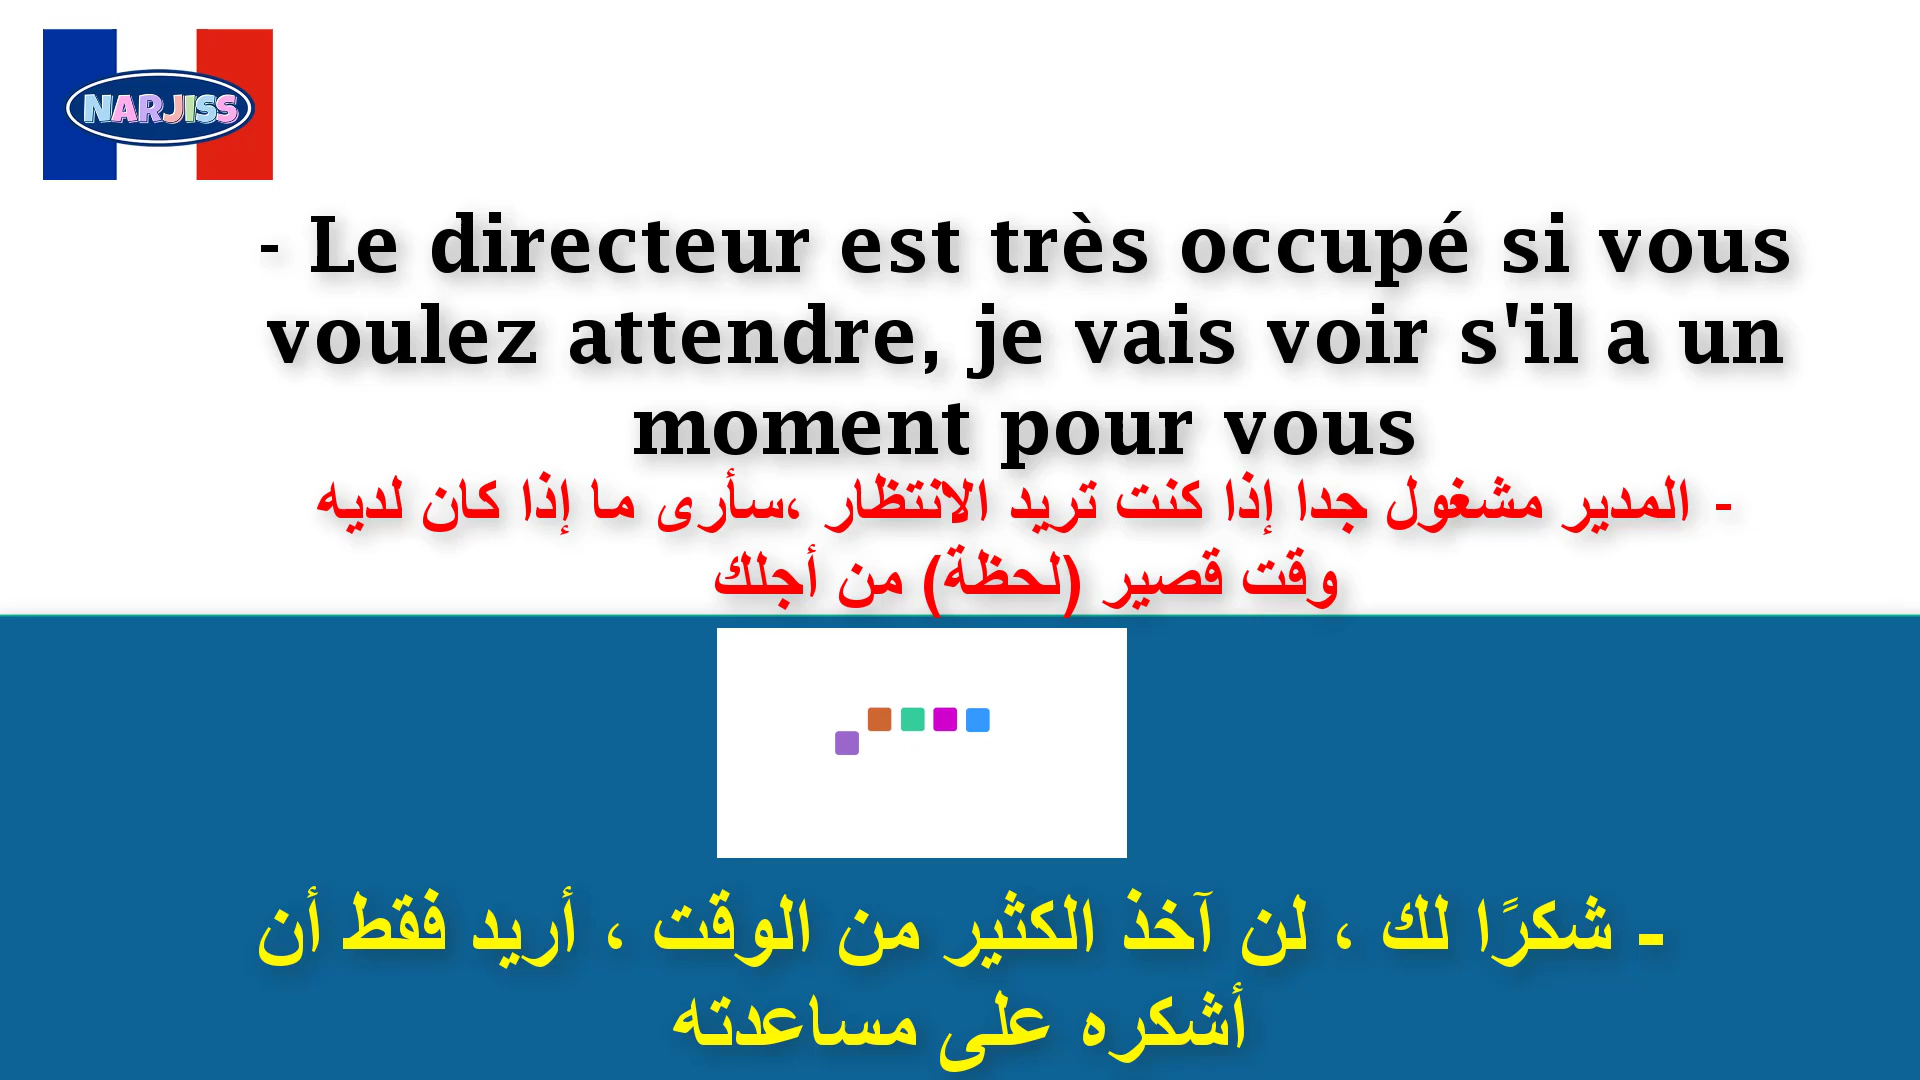 NARJISS
- Le directeur est très occupé si vous
voulez attendre, je vais voir s'il a un
moment pour vous
- المدير مشغول جدا إذا كنت تريد الانتظار ،سأرى ما إذا كان لديه
وقت قصير (لحظة) من أجلك
- شكرًا لك ، لن آخذ الكثير من الوقت ، أريد فقط أن
أشكره على مساعدته